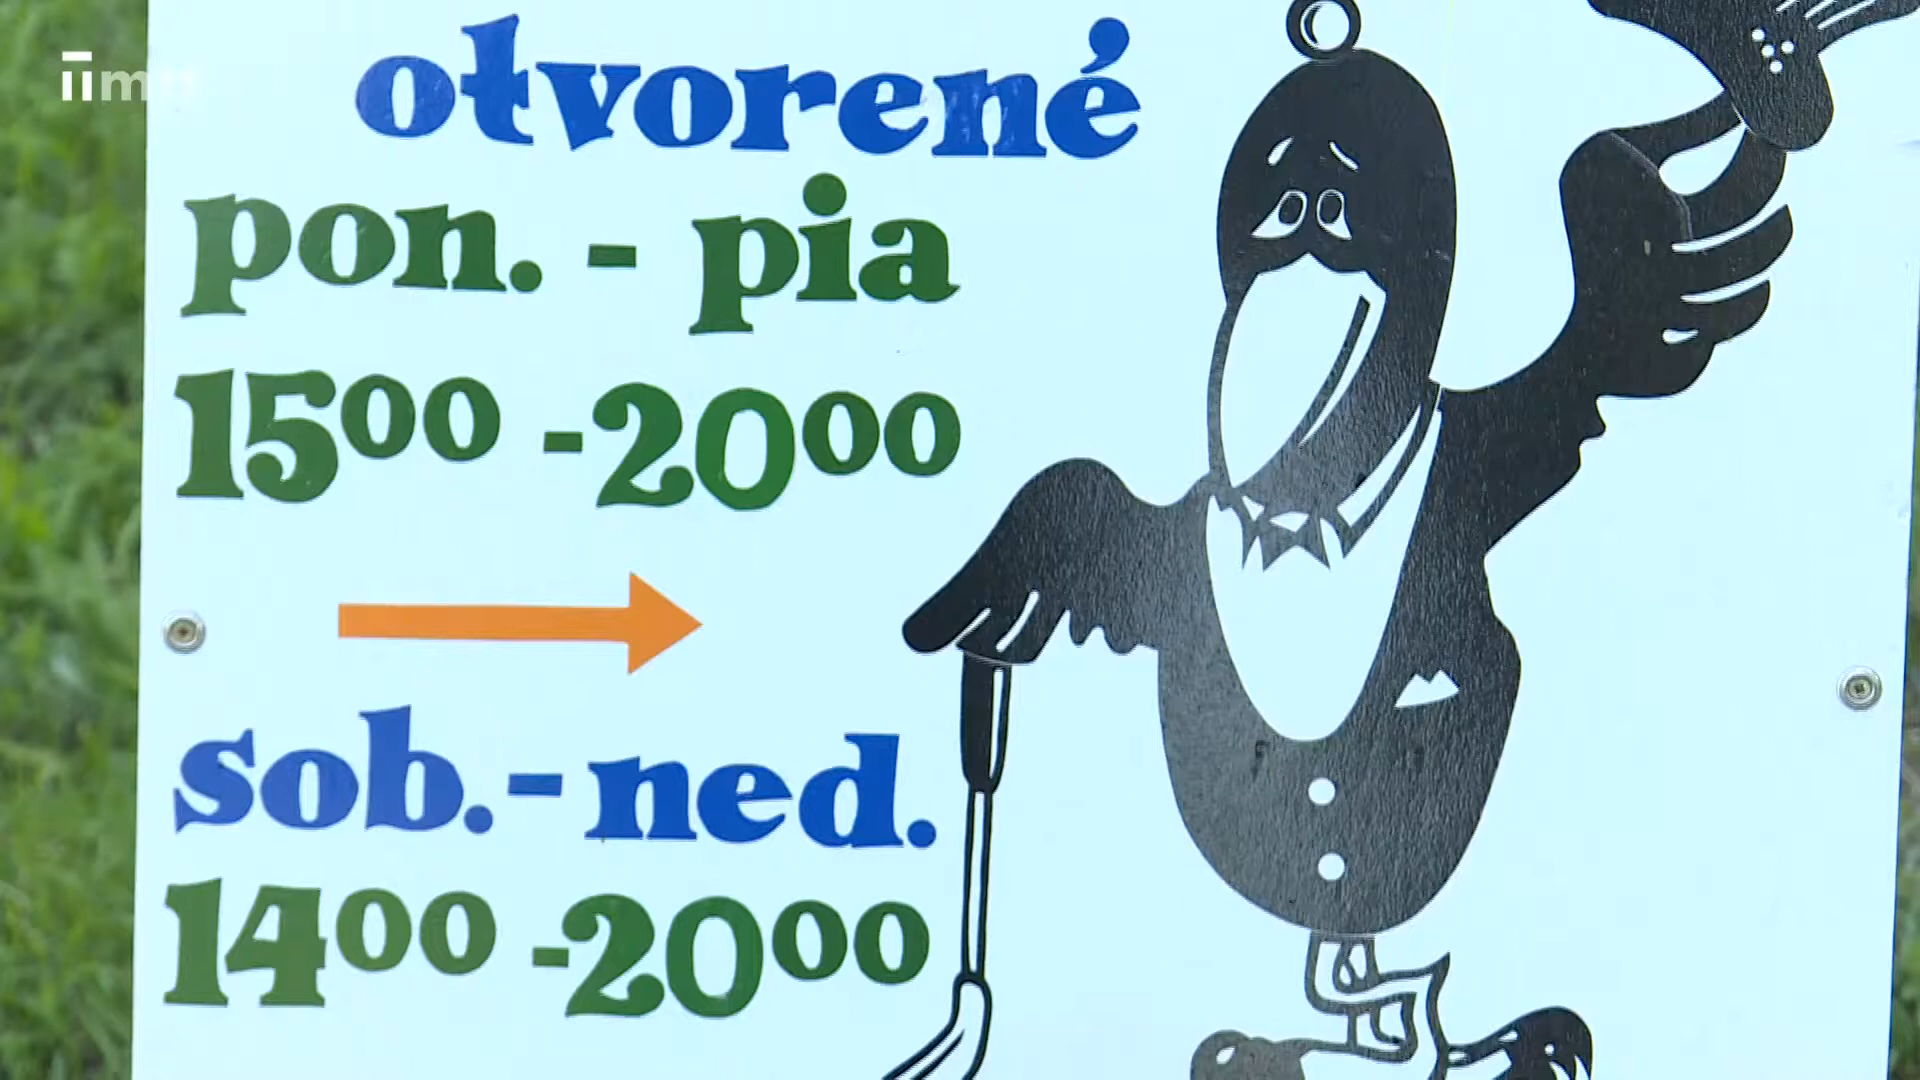 otvorené
pon. - pia
15⁰⁰ - 20⁰⁰
sob. - ned.
14⁰⁰ - 20⁰⁰